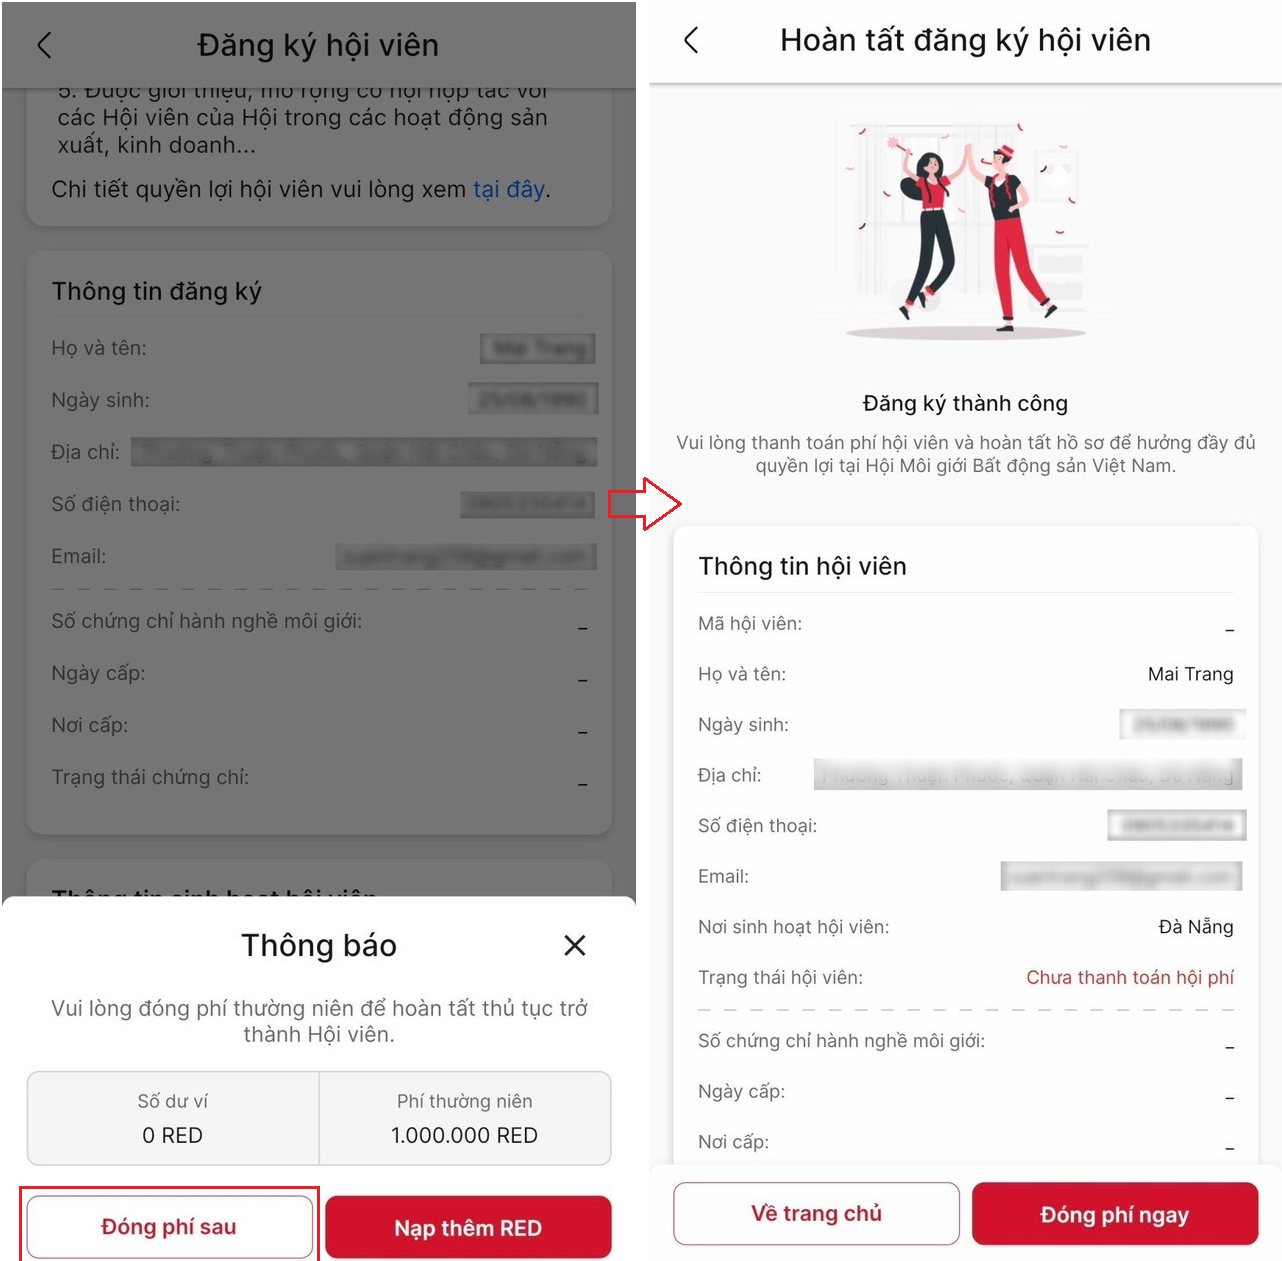 Đăng ký hội viên
5. Được giới thiệu, mở rộng cơ hội hợp tác với
các Hội viên của Hội trong các hoạt động sản
xuất, kinh doanh...
Chi tiết quyền lợi hội viên vui lòng xem tại đây.
Thông tin đăng ký
Họ và tên: Mai Trang
Ngày sinh:
Địa chỉ:
Số điện thoại:
Email:
Số chứng chỉ hành nghề môi giới: –
Ngày cấp: –
Nơi cấp: –
Trạng thái chứng chỉ: –
Thông tin sinh hoạt hội viên
Thông báo
Vui lòng đóng phí thường niên để hoàn tất thủ tục trở
thành Hội viên.
Số dư ví
0 RED
Phí thường niên
1.000.000 RED
Đóng phí sau
Nạp thêm RED
Hoàn tất đăng ký hội viên
Đăng ký thành công
Vui lòng thanh toán phí hội viên và hoàn tất hồ sơ để hưởng đầy đủ
quyền lợi tại Hội Môi giới Bất động sản Việt Nam.
Thông tin hội viên
Mã hội viên: –
Họ và tên: Mai Trang
Ngày sinh:
Địa chỉ:
Số điện thoại:
Email:
Nơi sinh hoạt hội viên: Đà Nẵng
Trạng thái hội viên: Chưa thanh toán hội phí
Số chứng chỉ hành nghề môi giới: –
Ngày cấp: –
Nơi cấp: –
Về trang chủ
Đóng phí ngay